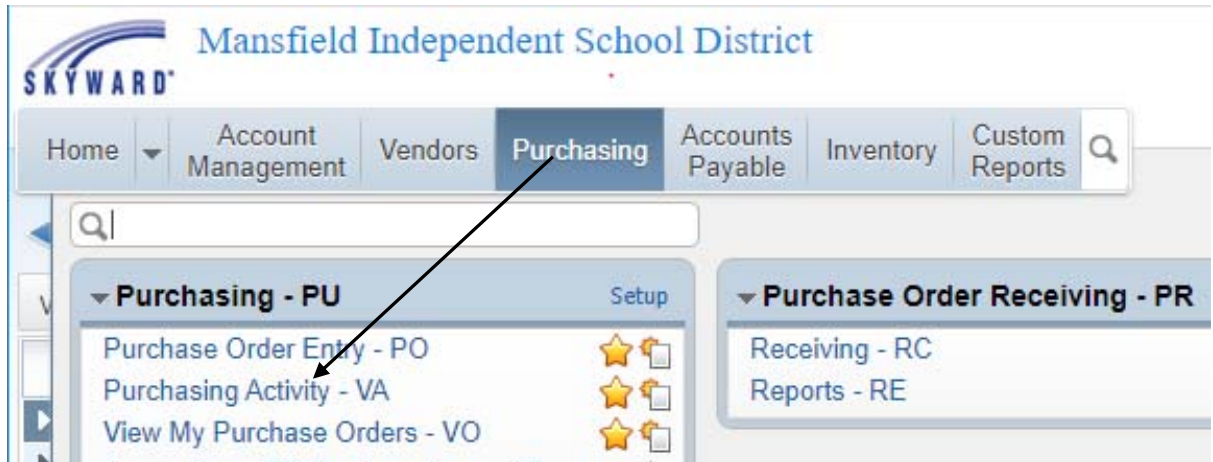 Mansfield Independent School District
SKYWARD®
Home
Account Management
Vendors
Purchasing
Accounts Payable
Inventory
Custom Reports
Purchasing - PU
Setup
Purchase Order Entry - PO
Purchasing Activity - VA
View My Purchase Orders - VO
Purchase Order Receiving - PR
Receiving - RC
Reports - RE